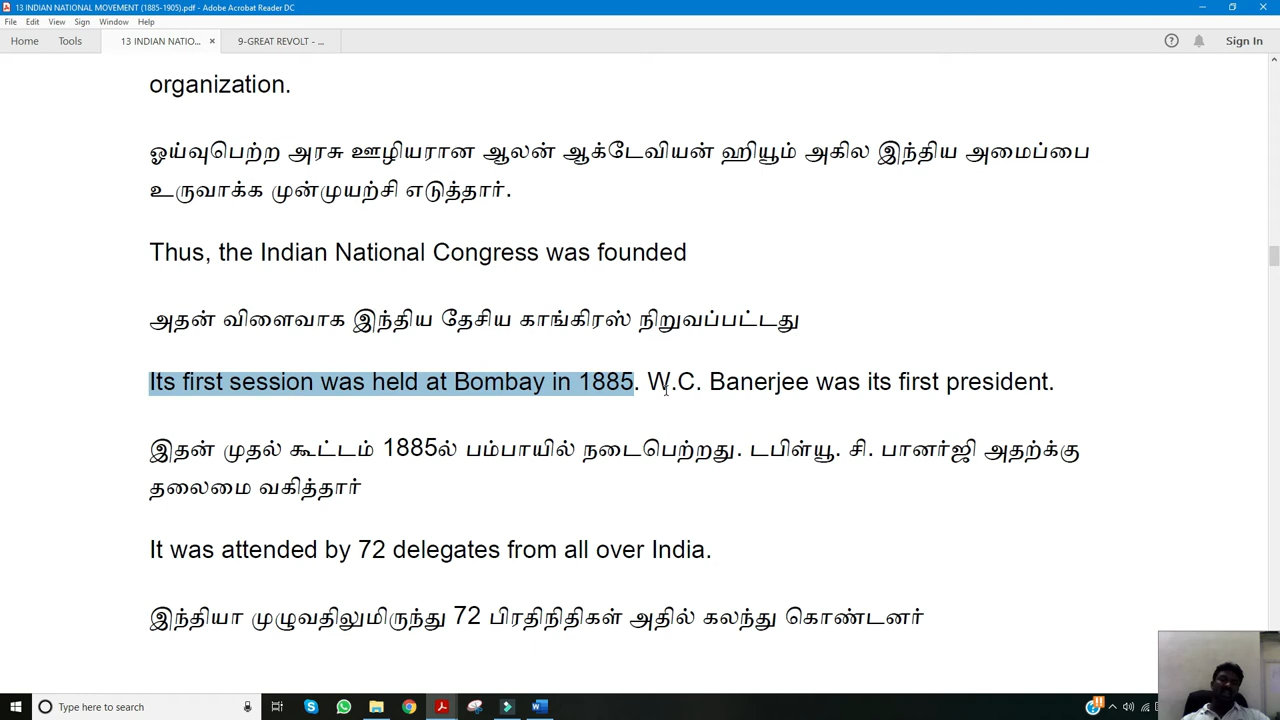 13 INDIAN NATIONAL MOVEMENT (1885-1905).pdf - Adobe Acrobat Reader DC
File Edit View Sign Window Help
Home Tools 13 INDIAN NATIO... × 9-GREAT REVOLT - ... Sign In
organization.
ஓய்வுபெற்ற அரசு ஊழியரான ஆலன் ஆக்டேவியன் ஹியூம் அகில இந்திய அமைப்பை
உருவாக்க முன்முயற்சி எடுத்தார்.
Thus, the Indian National Congress was founded
அதன் விளைவாக இந்திய தேசிய காங்கிரஸ் நிறுவப்பட்டது
Its first session was held at Bombay in 1885. W.C. Banerjee was its first president.
இதன் முதல் கூட்டம் 1885ல் பம்பாயில் நடைபெற்றது. டபிள்யூ. சி. பானர்ஜி அதற்க்கு
தலைமை வகித்தார்
It was attended by 72 delegates from all over India.
இந்தியா முழுவதிலுமிருந்து 72 பிரதிநிதிகள் அதில் கலந்து கொண்டனர்
Type here to search